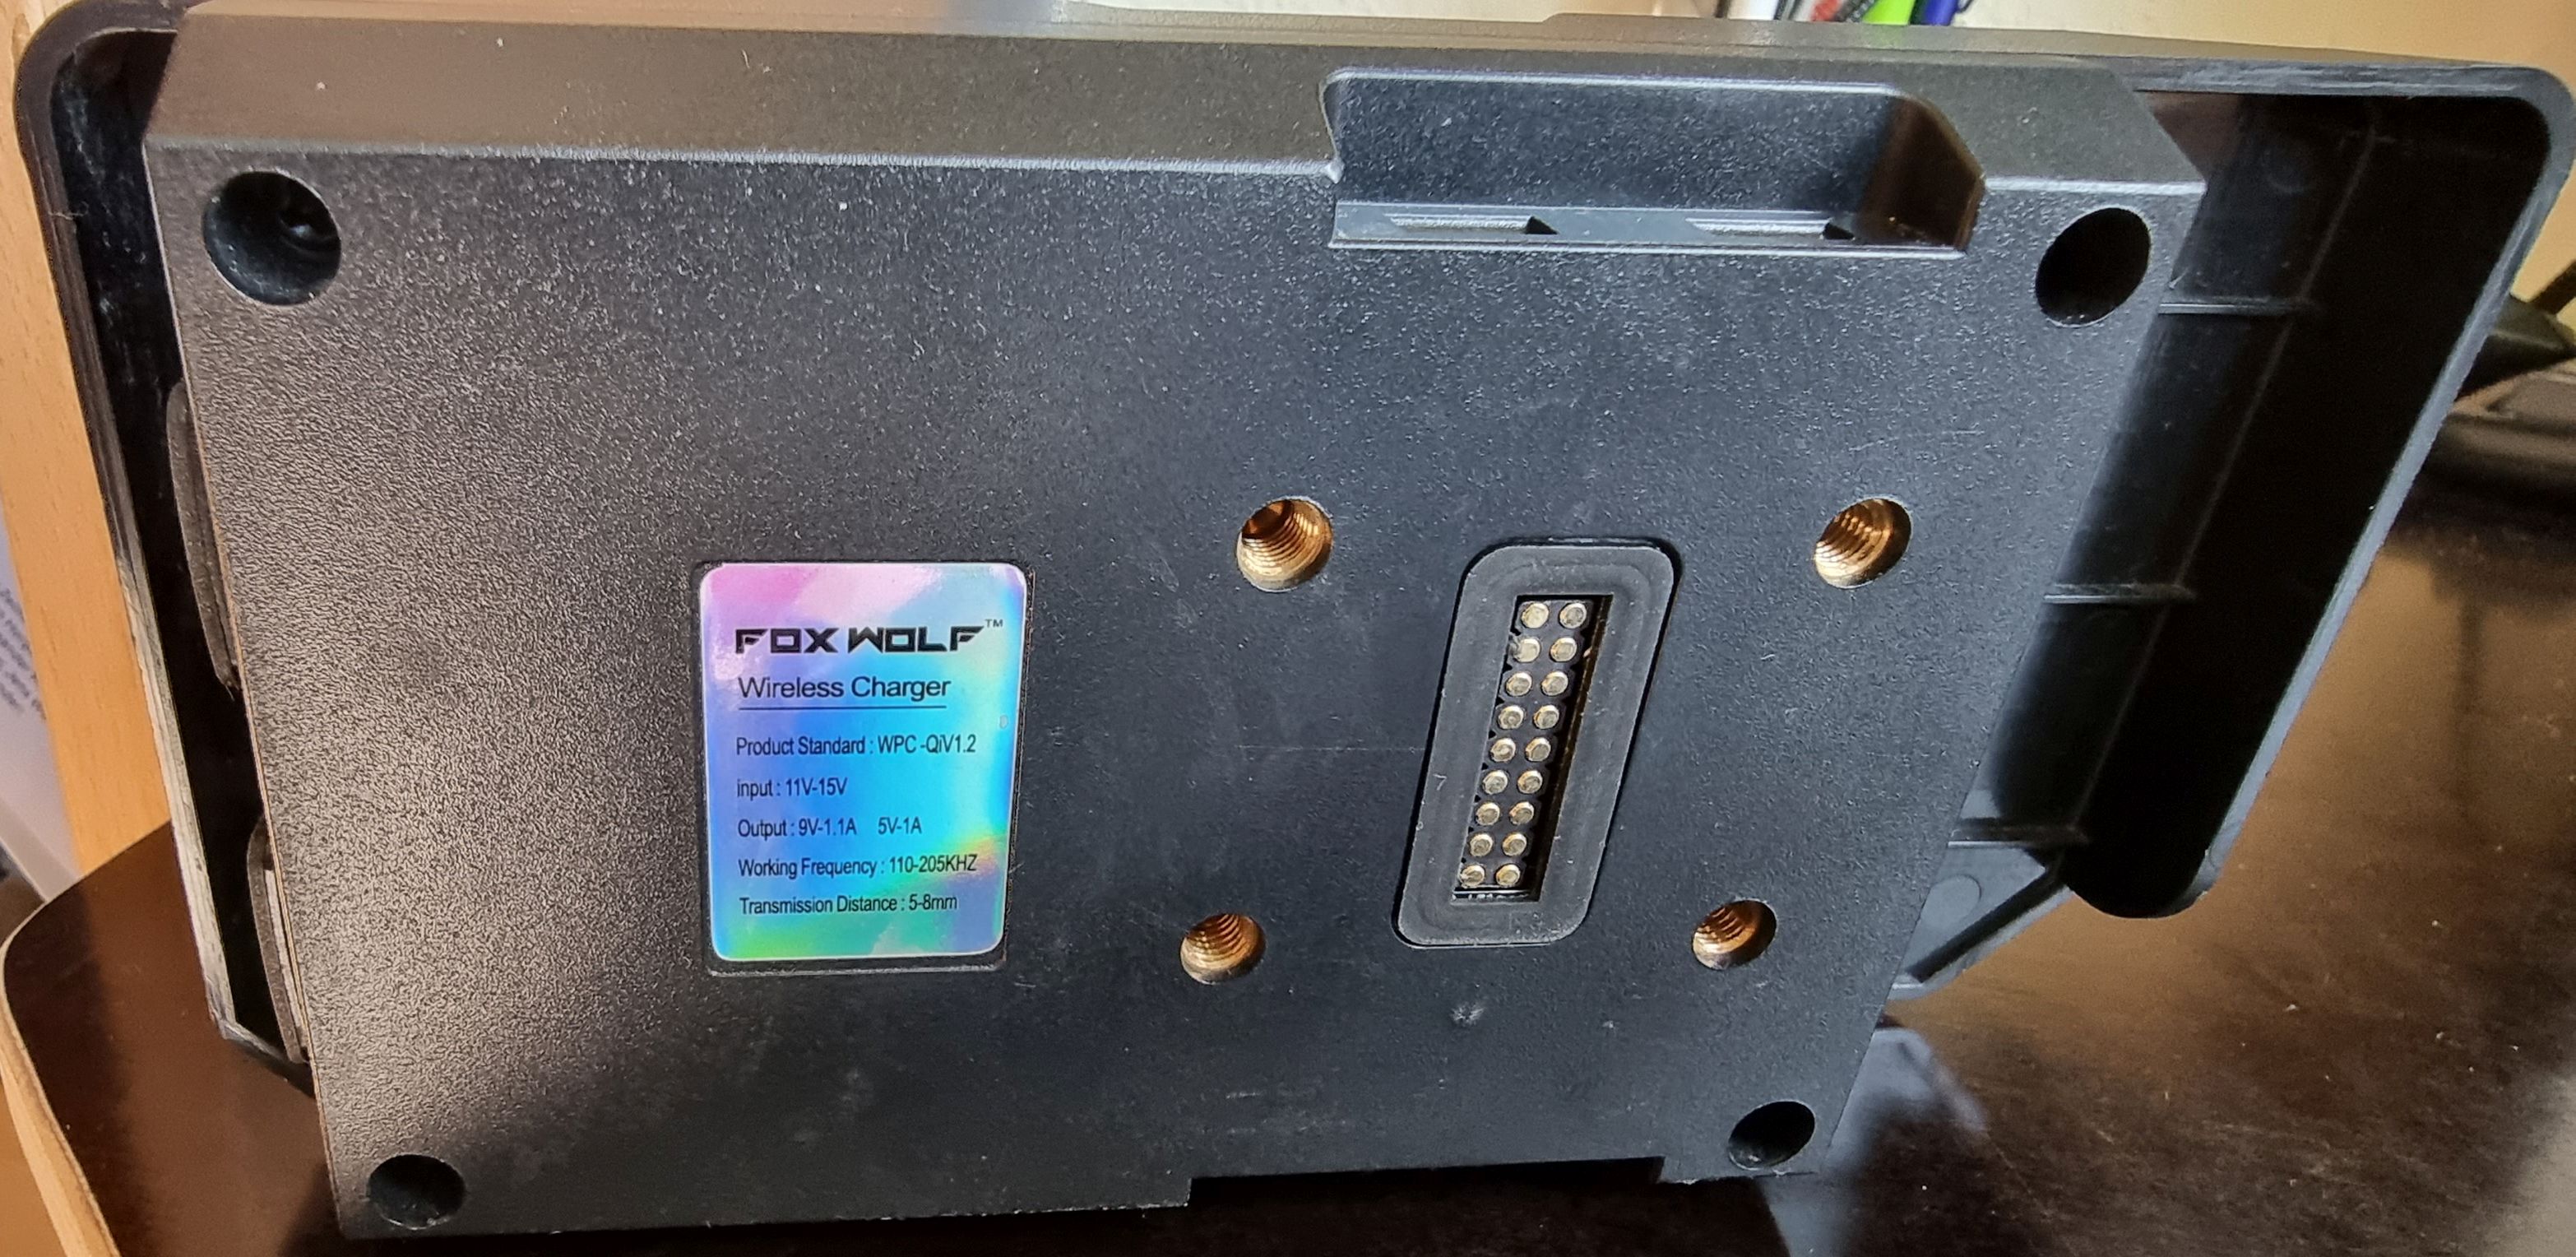 FOX WOLF™
Wireless Charger
Product Standard : WPC -QiV1.2
input : 11V-15V
Output : 9V-1.1A 5V-1A
Working Frequency : 110-205KHZ
Transmission Distance : 5-8mm